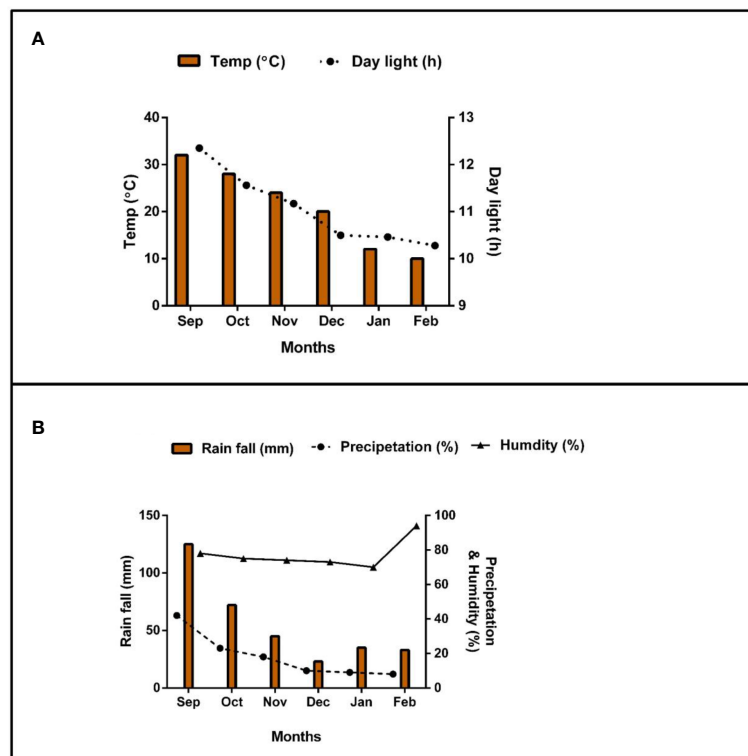 A
Temp (°C) Day light (h)
40 13
30 12
20 11
10 10
0 9
Temp (°C)
Day light (h)
Sep Oct Nov Dec Jan Feb
Months
B
Rain fall (mm) Precipetation (%) Humdity (%)
150 100
80
100
60
40
50
20
0 0
Rain fall (mm)
Precipetation
& Humidity (%)
Sep Oct Nov Dec Jan Feb
Months